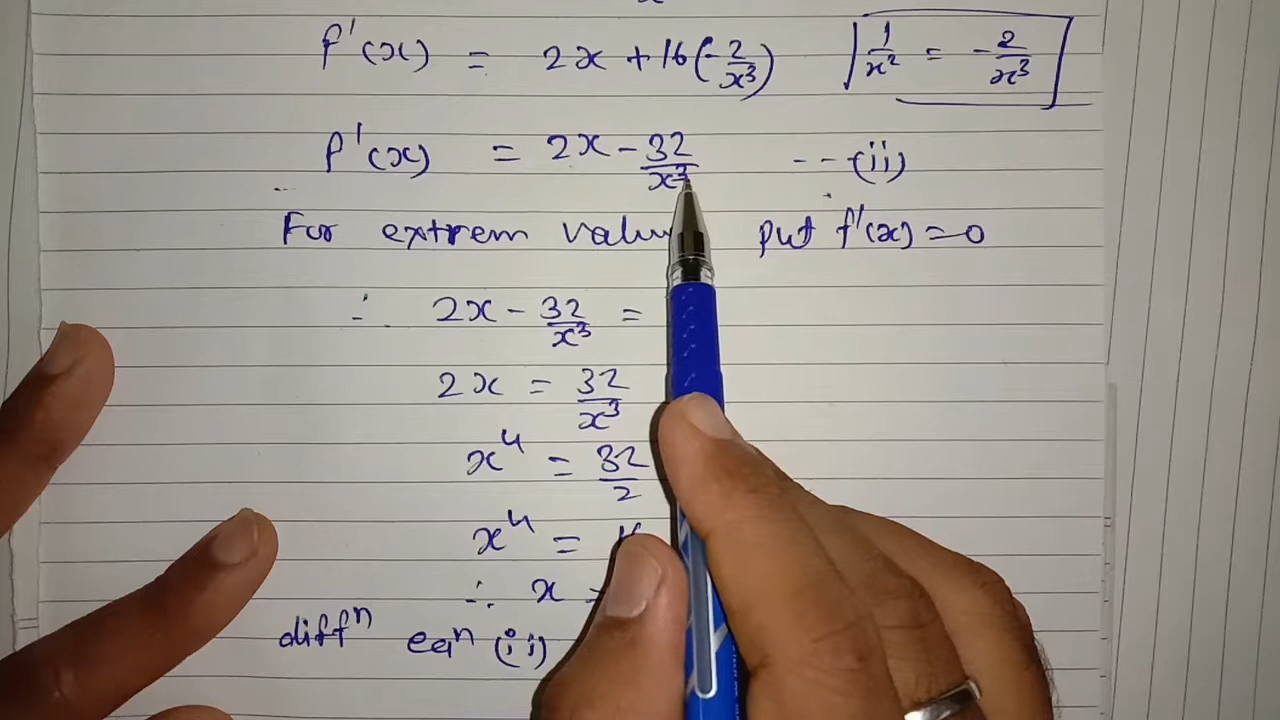 f'(x) = 2x + 16(-2/x³) 1/x² = -2/x³
f'(x) = 2x - 32/x³ --(ii)
For extrem valu put f'(x) = 0
∴ 2x - 32/x³ =
2x = 32/x³
x⁴ = 32/2
x⁴ =
∴ x =
diffⁿ eqⁿ (ii)